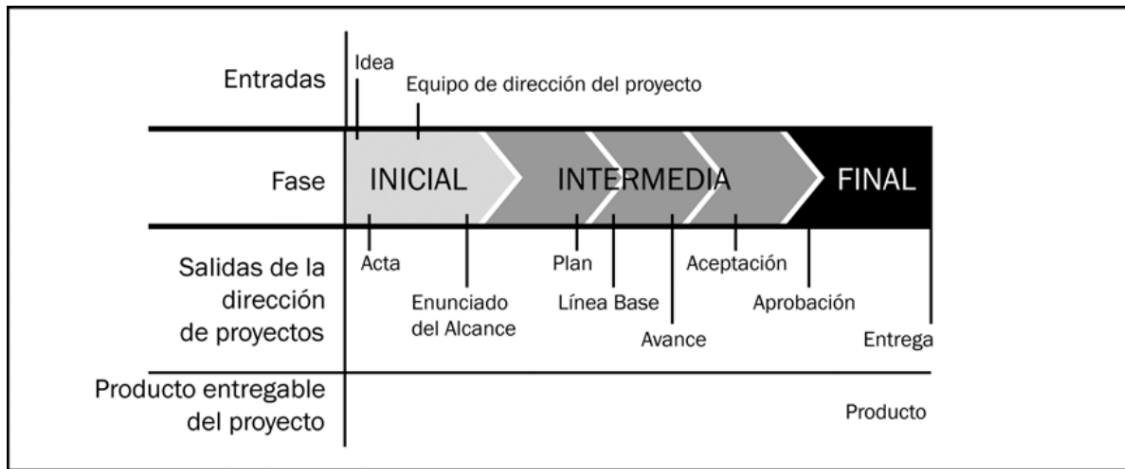 Idea
Entradas
Equipo de dirección del proyecto
Fase
INICIAL
INTERMEDIA
FINAL
Salidas de la
dirección
de proyectos
Acta
Enunciado
del Alcance
Plan
Línea Base
Avance
Aceptación
Aprobación
Entrega
Producto entregable
del proyecto
Producto